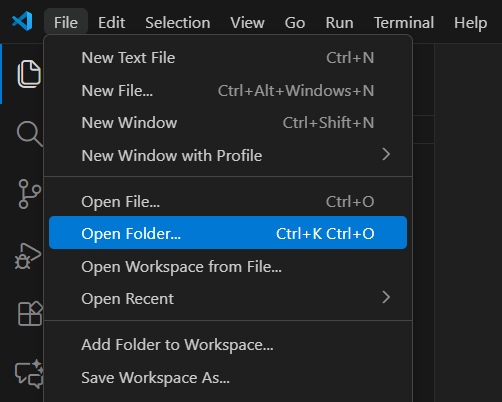 File Edit Selection View Go Run Terminal Help
New Text File Ctrl+N
New File... Ctrl+Alt+Windows+N
New Window Ctrl+Shift+N
New Window with Profile
Open File... Ctrl+O
Open Folder... Ctrl+K Ctrl+O
Open Workspace from File...
Open Recent
Add Folder to Workspace...
Save Workspace As...